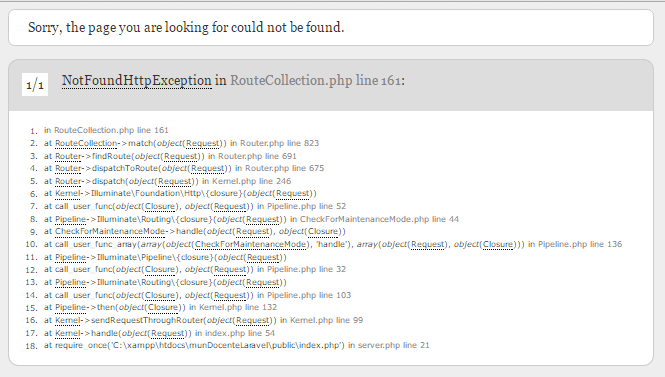 Sorry, the page you are looking for could not be found.
1/1 NotFoundHttpException in RouteCollection.php line 161:
1. in RouteCollection.php line 161
2. at RouteCollection->match(object(Request)) in Router.php line 823
3. at Router->findRoute(object(Request)) in Router.php line 691
4. at Router->dispatchToRoute(object(Request)) in Router.php line 675
5. at Router->dispatch(object(Request)) in Kernel.php line 246
6. at Kernel->Illuminate\Foundation\Http\{closure}(object(Request))
7. at call_user_func(object(Closure), object(Request)) in Pipeline.php line 52
8. at Pipeline->Illuminate\Routing\{closure}(object(Request)) in CheckForMaintenanceMode.php line 44
9. at CheckForMaintenanceMode->handle(object(Request), object(Closure))
10. at call_user_func_array(array(object(CheckForMaintenanceMode), 'handle'), array(object(Request), object(Closure))) in Pipeline.php line 136
11. at Pipeline->Illuminate\Pipeline\{closure}(object(Request))
12. at call_user_func(object(Closure), object(Request)) in Pipeline.php line 32
13. at Pipeline->Illuminate\Routing\{closure}(object(Request))
14. at call_user_func(object(Closure), object(Request)) in Pipeline.php line 103
15. at Pipeline->then(object(Closure)) in Kernel.php line 132
16. at Kernel->sendRequestThroughRouter(object(Request)) in Kernel.php line 99
17. at Kernel->handle(object(Request)) in index.php line 54
18. at require_once('C:\xampp\htdocs\munDocenteLaravel\public\index.php') in server.php line 21